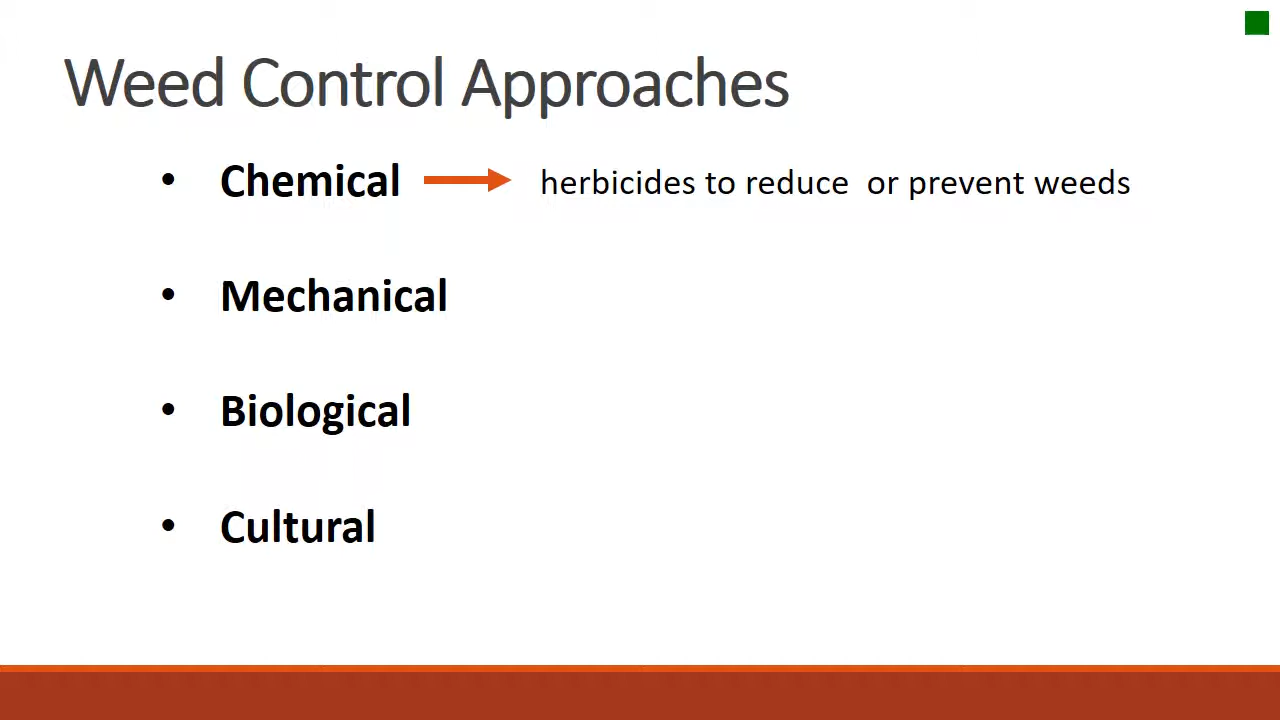 Weed Control Approaches
• Chemical herbicides to reduce  or prevent weeds
• Mechanical
• Biological
• Cultural